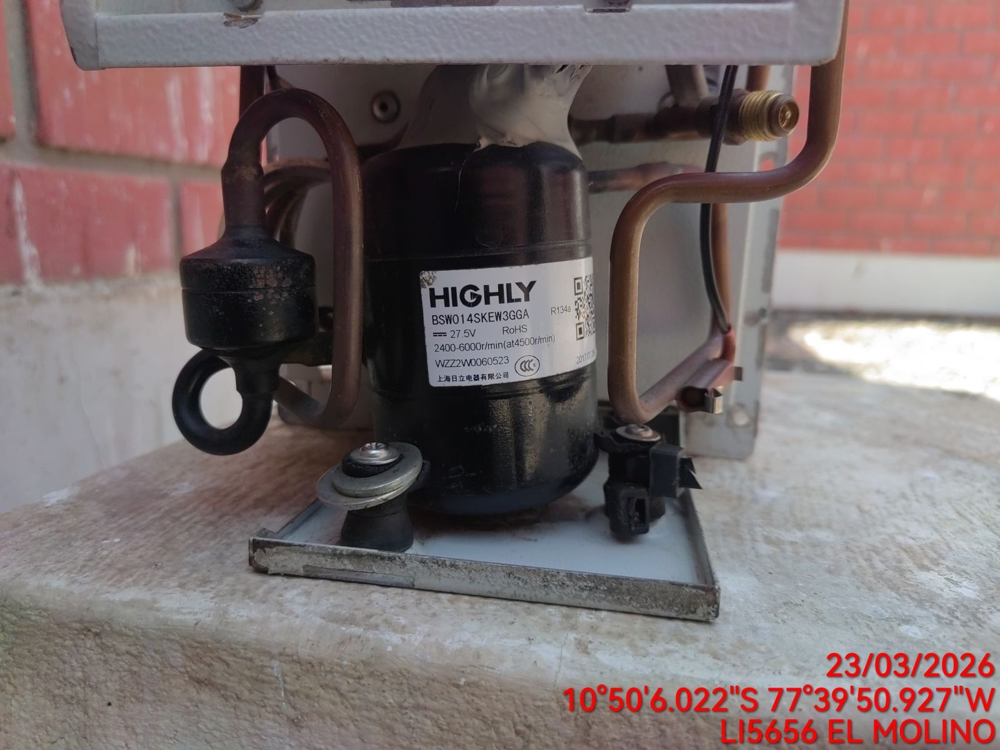 HIGHLY
BSW014SKEW3GGA R134a
27.5V RoHS
2400-6000r/min(at4500r/min)
WZZ2W0060523 CCC S
上海日立电器有限公司
23/03/2026
10°50'6.022"S 77°39'50.927"W
LI5656 EL MOLINO